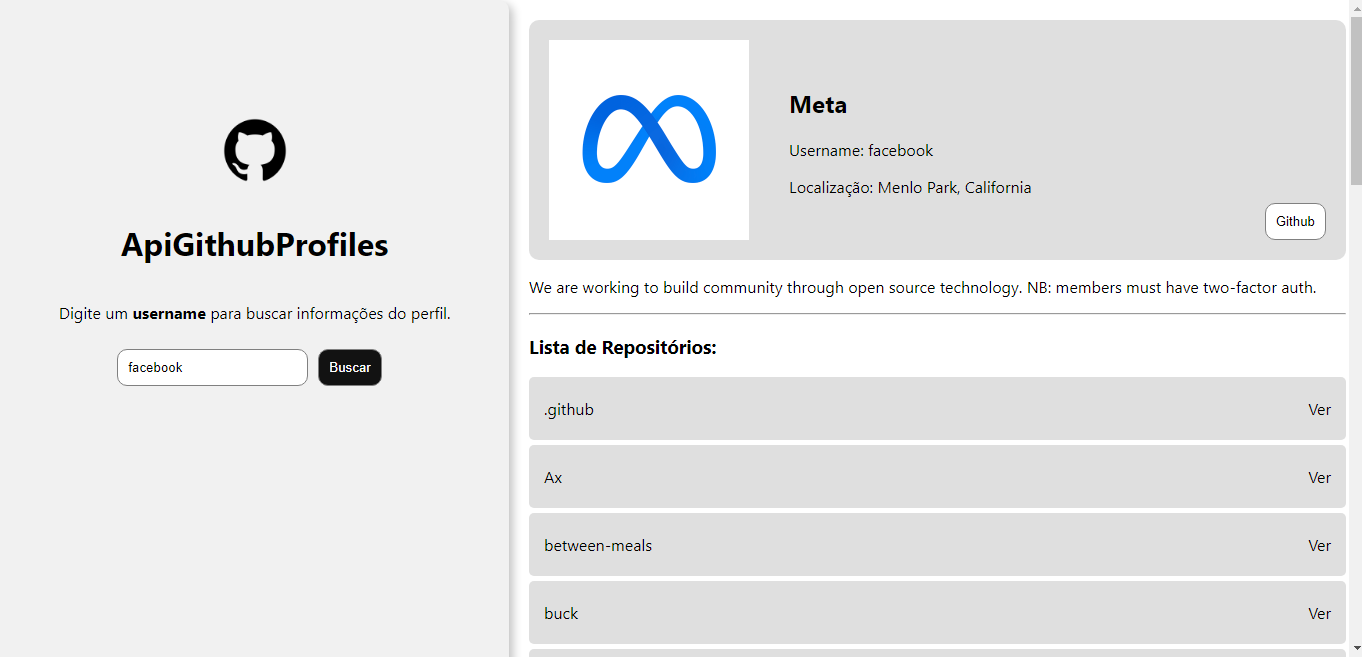 ApiGithubProfiles
Digite um username para buscar informações do perfil.
facebook
Buscar
Meta
Username: facebook
Localização: Menlo Park, California
Github
We are working to build community through open source technology. NB: members must have two-factor auth.
Lista de Repositórios:
.github Ver
Ax Ver
between-meals Ver
buck Ver